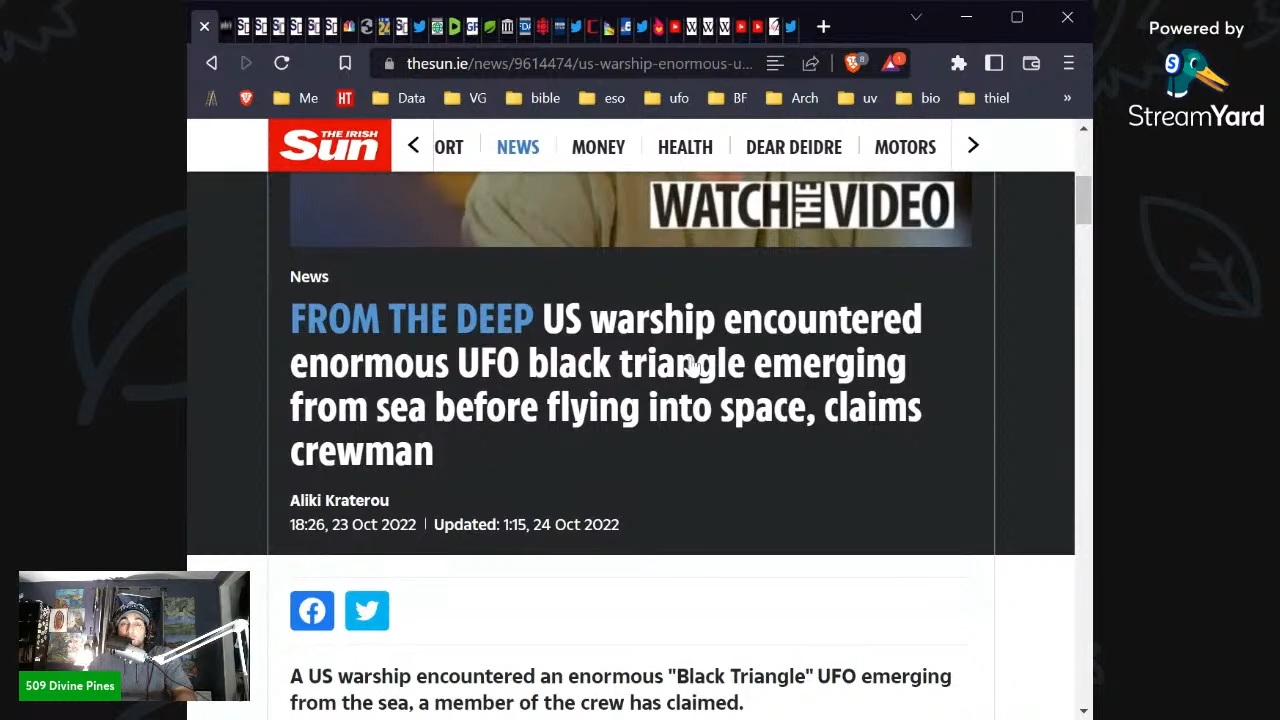 Powered by
StreamYard
thesun.ie/news/9614474/us-warship-enormous-u...
8
1
Me
HT
Data
VG
bible
eso
ufo
BF
Arch
uv
bio
thiel
»
THE IRISH
Sun
ORT
NEWS
MONEY
HEALTH
DEAR DEIDRE
MOTORS
WATCH THE VIDEO
News
FROM THE DEEP US warship encountered
enormous UFO black triangle emerging
from sea before flying into space, claims
crewman
Aliki Kraterou
18:26, 23 Oct 2022 | Updated: 1:15, 24 Oct 2022
A US warship encountered an enormous "Black Triangle" UFO emerging
from the sea, a member of the crew has claimed.
509 Divine Pines